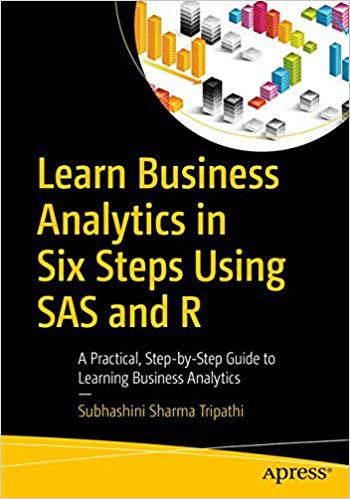 Learn Business
Analytics in
Six Steps Using
SAS and R
A Practical, Step-by-Step Guide to
Learning Business Analytics
—
Subhashini Sharma Tripathi
Apress®